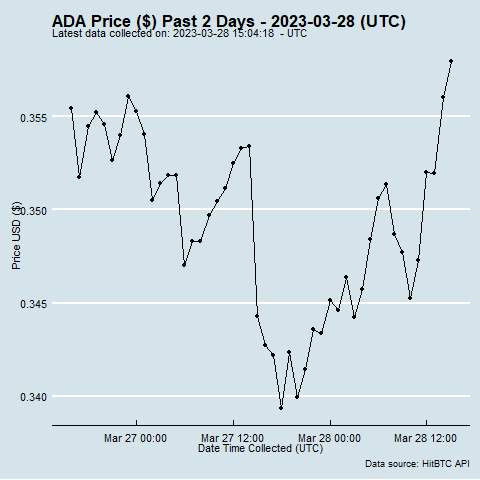 ADA Price ($) Past 2 Days - 2023-03-28 (UTC)
Latest data collected on: 2023-03-28 15:04:18  - UTC
0.355
0.350
0.345
0.340
Price USD ($)
Mar 27 00:00 Mar 27 12:00 Mar 28 00:00 Mar 28 12:00
Date Time Collected (UTC)
Data source: HitBTC API